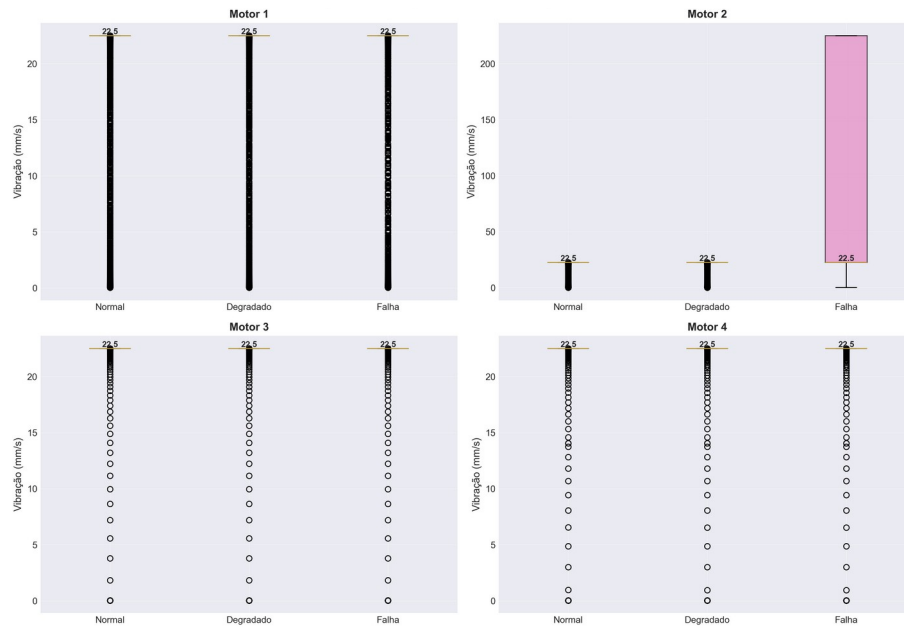 Motor 1
Vibração (mm/s)
20
15
10
5
0
22.5
22.5
22.5
Normal
Degradado
Falha
Motor 2
Vibração (mm/s)
200
150
100
50
0
22.5
22.5
22.5
Normal
Degradado
Falha
Motor 3
Vibração (mm/s)
20
15
10
5
0
22.5
22.5
22.5
Normal
Degradado
Falha
Motor 4
Vibração (mm/s)
20
15
10
5
0
22.5
22.5
22.5
Normal
Degradado
Falha